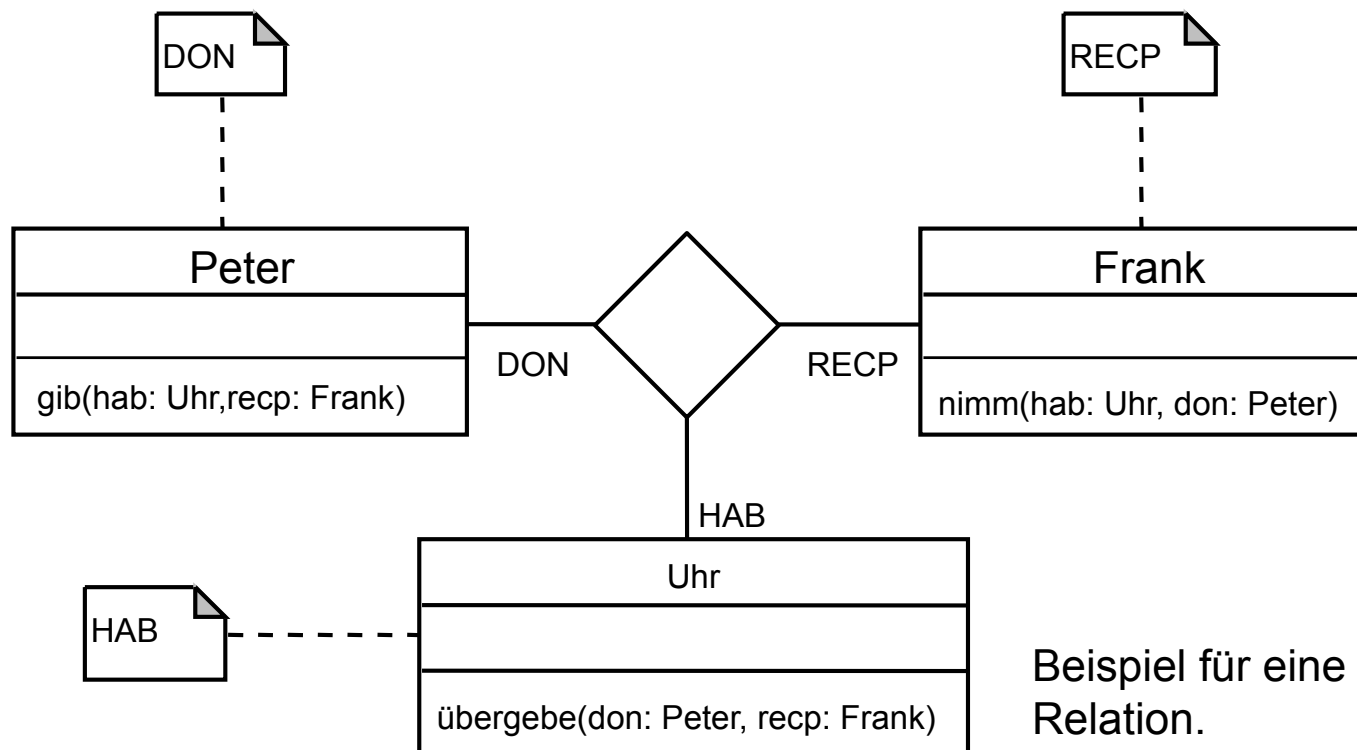 DON
RECP
Peter
Frank
DON
RECP
gib(hab: Uhr,recp: Frank)
nimm(hab: Uhr, don: Peter)
HAB
Uhr
HAB
übergebe(don: Peter, recp: Frank)
Beispiel für eine
Relation.